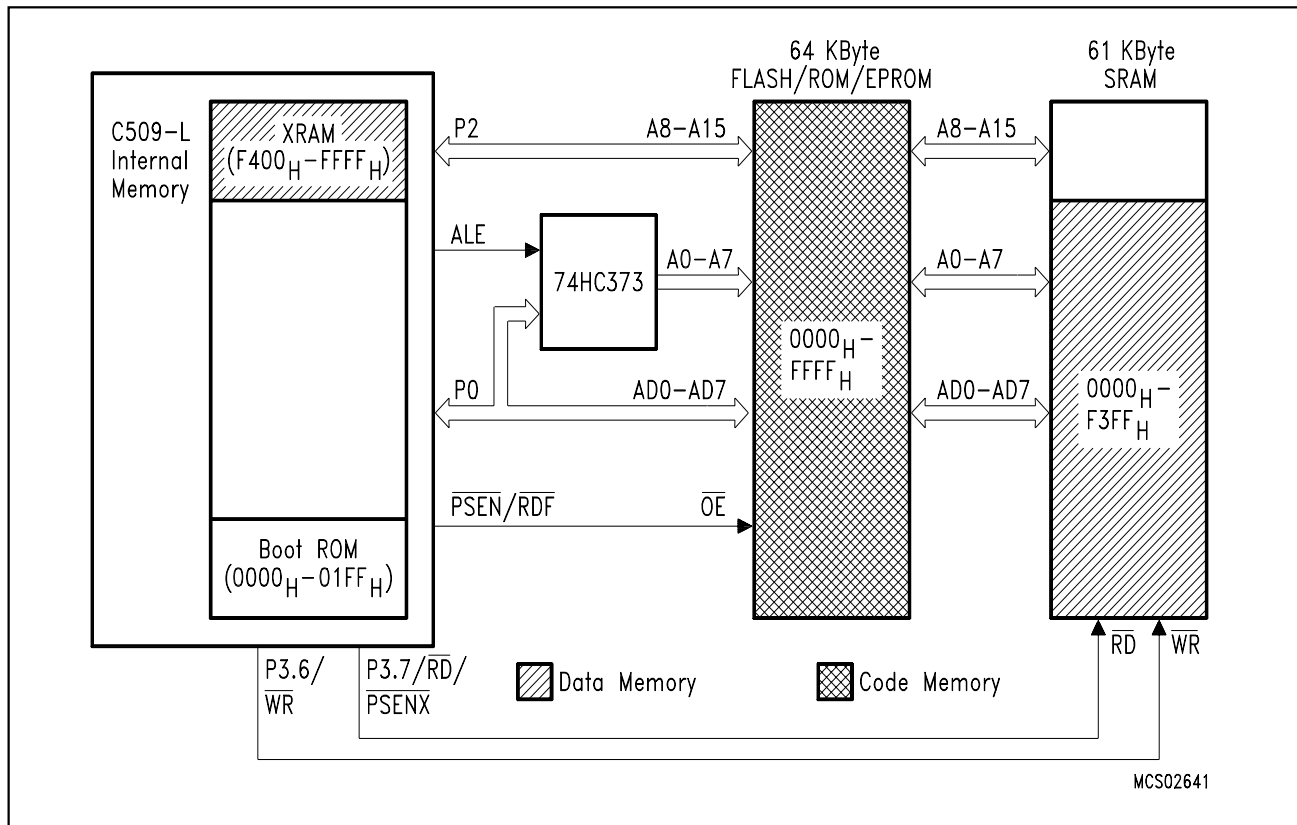 64 KByte
FLASH/ROM/EPROM
61 KByte
SRAM
C509-L
Internal
Memory
XRAM
(F400H-FFFFH)
P2
A8-A15
A8-A15
ALE
74HC373
A0-A7
A0-A7
0000H-
FFFFH
P0
AD0-AD7
AD0-AD7
0000H-
F3FFH
PSEN/RDF
OE
Boot ROM
(0000H-01FFH)
P3.6/
WR
P3.7/RD/
PSENX
Data Memory
Code Memory
RD
WR
MCS02641